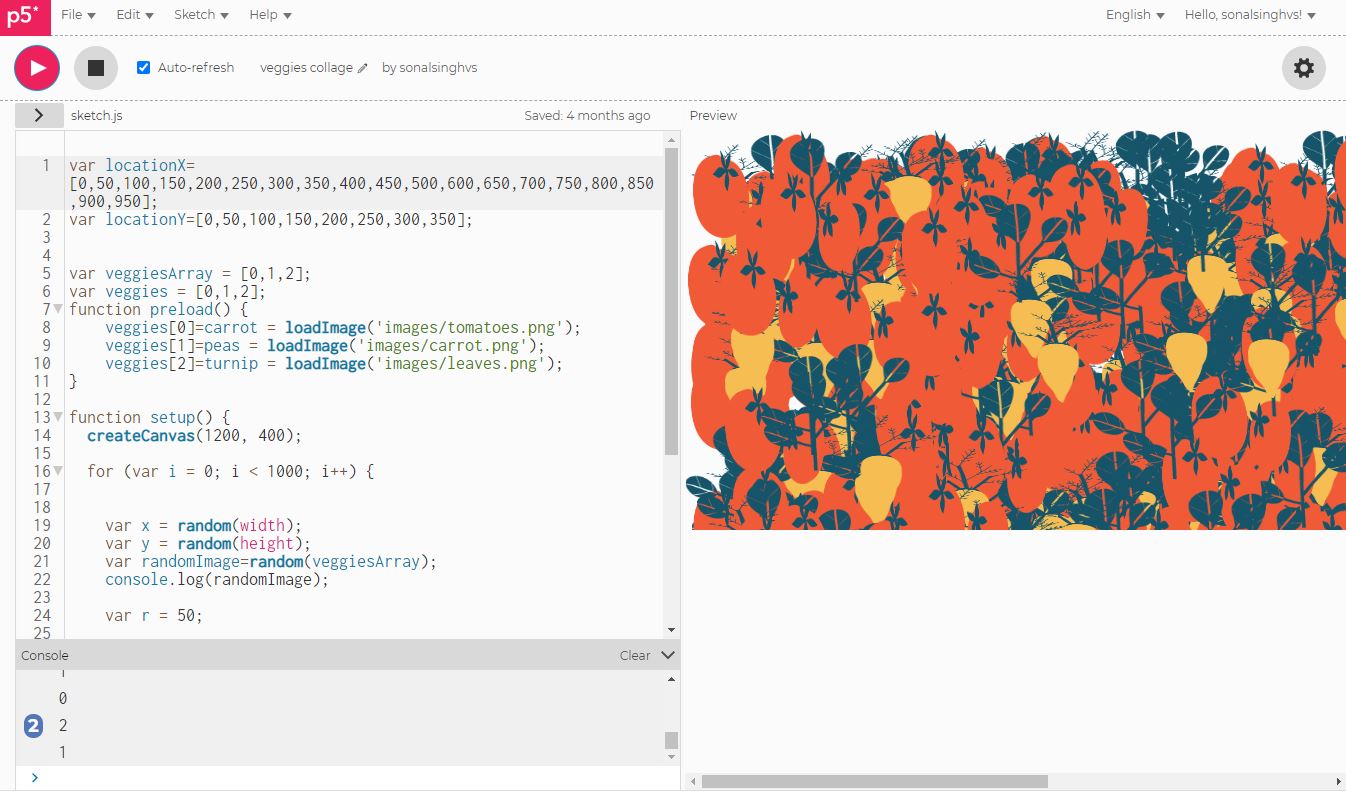 p5* File Edit Sketch Help English Hello, sonalsinghvs!
Auto-refresh veggies collage by sonalsinghvs
sketch.js Saved: 4 months ago Preview
1 var locationX=
[0,50,100,150,200,250,300,350,400,450,500,600,650,700,750,800,850
,900,950];
2 var locationY=[0,50,100,150,200,250,300,350];
3
4
5 var veggiesArray = [0,1,2];
6 var veggies = [0,1,2];
7 function preload() {
8 veggies[0]=carrot = loadImage('images/tomatoes.png');
9 veggies[1]=peas = loadImage('images/carrot.png');
10 veggies[2]=turnip = loadImage('images/leaves.png');
11 }
12
13 function setup() {
14 createCanvas(1200, 400);
15
16 for (var i = 0; i < 1000; i++) {
17
18
19 var x = random(width);
20 var y = random(height);
21 var randomImage=random(veggiesArray);
22 console.log(randomImage);
23
24 var r = 50;
25
Console Clear
1
0
2 2
1